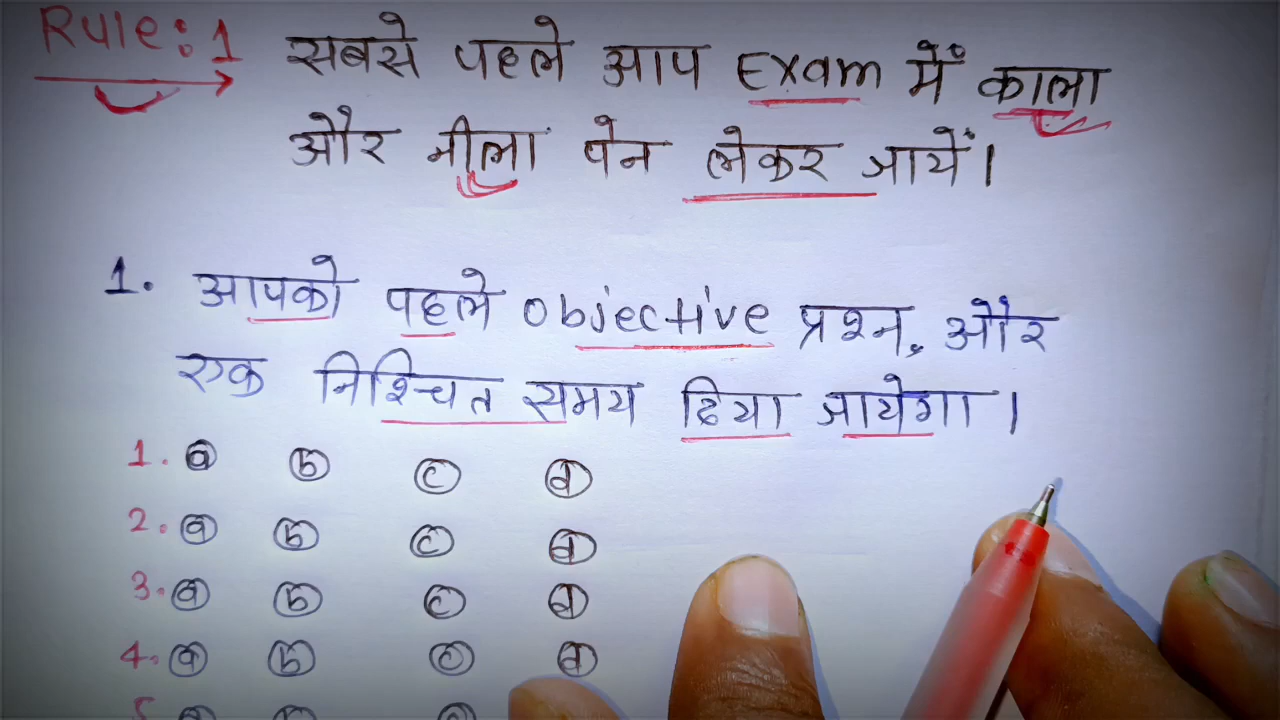 Rule:1 सबसे पहले आप Exam में काला
और नीला पेन लेकर जायें।
1. आपको पहले objective प्रश्न, और
एक निश्चित समय दिया जायेगा।
1. a b c d
2. a b c d
3. a b c d
4. a b c d
5 a b c